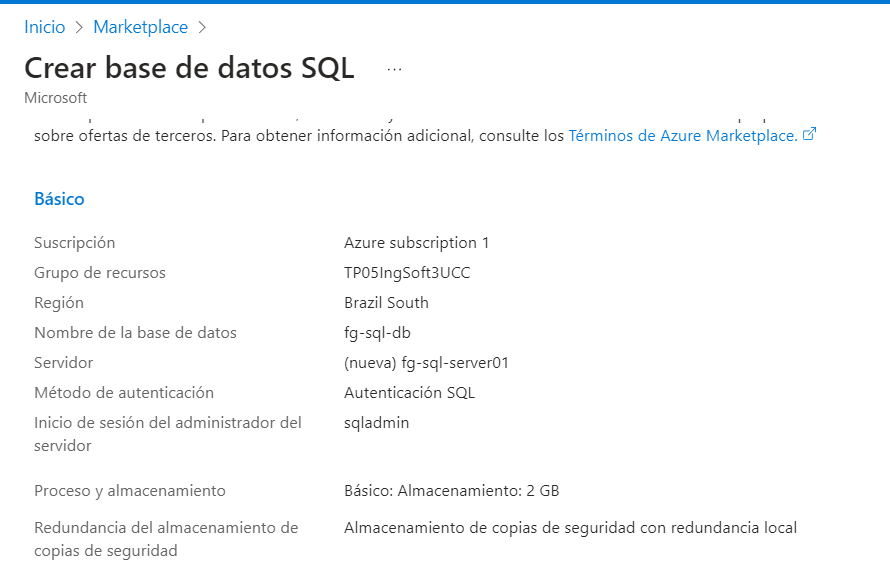 Inicio > Marketplace >
Crear base de datos SQL ...
Microsoft
sobre ofertas de terceros. Para obtener información adicional, consulte los Términos de Azure Marketplace.
Básico
Suscripción Azure subscription 1
Grupo de recursos TP05IngSoft3UCC
Región Brazil South
Nombre de la base de datos fg-sql-db
Servidor (nueva) fg-sql-server01
Método de autenticación Autenticación SQL
Inicio de sesión del administrador del sqladmin
servidor
Proceso y almacenamiento Básico: Almacenamiento: 2 GB
Redundancia del almacenamiento de Almacenamiento de copias de seguridad con redundancia local
copias de seguridad